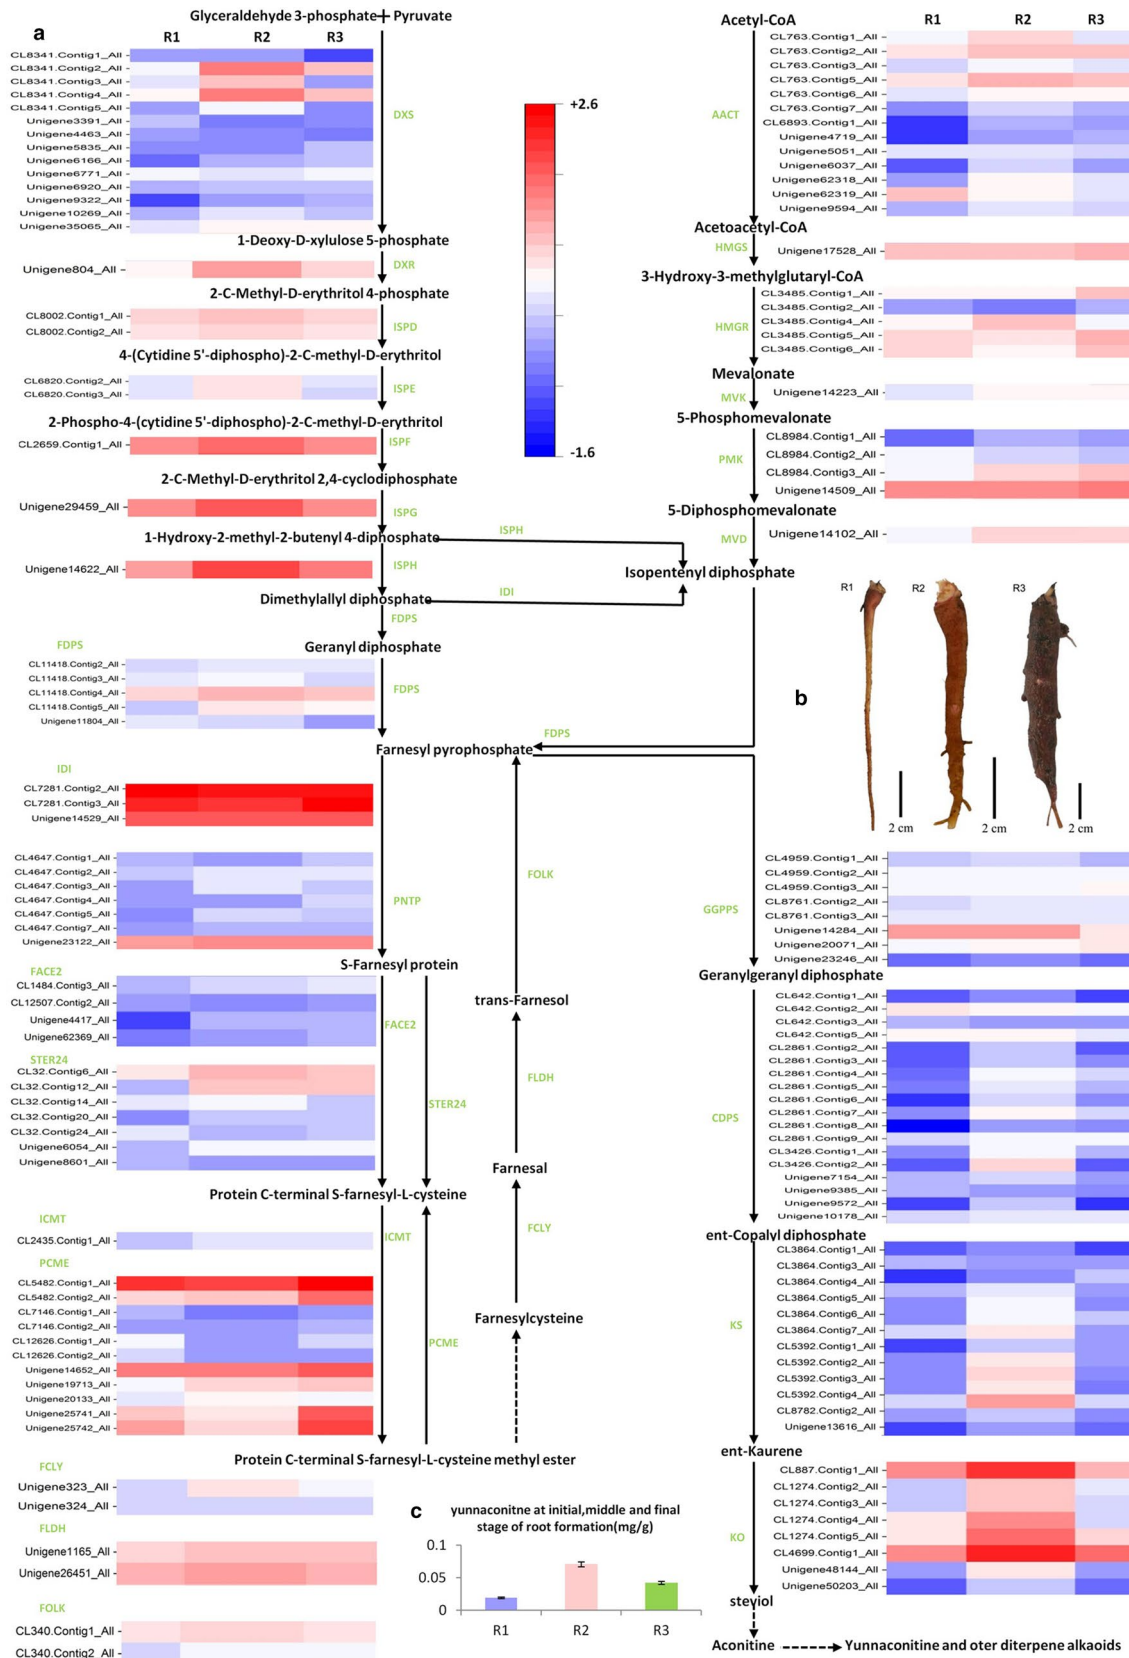 a
Glyceraldehyde 3-phosphate + Pyruvate
R1 R2 R3
CL8341.Contig1_All
CL8341.Contig2_All
CL8341.Contig3_All
CL8341.Contig4_All
CL8341.Contig5_All
Unigene3391_All
Unigene4463_All
Unigene5835_All
Unigene6166_All
Unigene6771_All
Unigene6920_All
Unigene9322_All
Unigene10269_All
Unigene35065_All
DXS
1-Deoxy-D-xylulose 5-phosphate
Unigene804_All
DXR
2-C-Methyl-D-erythritol 4-phosphate
CL8002.Contig1_All
CL8002.Contig2_All
ISPD
4-(Cytidine 5'-diphospho)-2-C-methyl-D-erythritol
CL6820.Contig2_All
CL6820.Contig3_All
ISPE
2-Phospho-4-(cytidine 5'-diphospho)-2-C-methyl-D-erythritol
CL2659.Contig1_All
ISPF
2-C-Methyl-D-erythritol 2,4-cyclodiphosphate
Unigene29459_All
ISPG
1-Hydroxy-2-methyl-2-butenyl 4-diphosphate
ISPH
Unigene14622_All
ISPH
Dimethylallyl diphosphate
IDI
FDPS
Geranyl diphosphate
FDPS
CL11418.Contig2_All
CL11418.Contig3_All
CL11418.Contig4_All
CL11418.Contig5_All
Unigene11804_All
FDPS
Farnesyl pyrophosphate
FDPS
IDI
CL7281.Contig2_All
CL7281.Contig3_All
Unigene14529_All
CL4647.Contig1_All
CL4647.Contig2_All
CL4647.Contig3_All
CL4647.Contig4_All
CL4647.Contig5_All
CL4647.Contig7_All
Unigene23122_All
PNTP
FOLK
S-Farnesyl protein
FACE2
CL1484.Contig3_All
CL12507.Contig2_All
Unigene4417_All
Unigene62369_All
FACE2
trans-Farnesol
STER24
CL32.Contig6_All
CL32.Contig12_All
CL32.Contig14_All
CL32.Contig20_All
CL32.Contig24_All
Unigene6054_All
Unigene8601_All
STER24
FLDH
Farnesal
Protein C-terminal S-farnesyl-L-cysteine
ICMT
CL2435.Contig1_All
ICMT
FCLY
PCME
CL5482.Contig1_All
CL5482.Contig2_All
CL7146.Contig1_All
CL7146.Contig2_All
CL12626.Contig1_All
CL12626.Contig2_All
Unigene14652_All
Unigene19713_All
Unigene20133_All
Unigene25741_All
Unigene25742_All
Farnesylcysteine
PCME
Protein C-terminal S-farnesyl-L-cysteine methyl ester
FCLY
Unigene323_All
Unigene324_All
FLDH
Unigene1165_All
Unigene26451_All
FOLK
CL340.Contig1_All
CL340.Contig2_All
+2.6
-1.6
Acetyl-CoA
R1 R2 R3
CL763.Contig1_All
CL763.Contig2_All
CL763.Contig3_All
CL763.Contig5_All
CL763.Contig6_All
CL763.Contig7_All
CL6893.Contig1_All
Unigene4719_All
Unigene5051_All
Unigene6037_All
Unigene62318_All
Unigene62319_All
Unigene9594_All
AACT
Acetoacetyl-CoA
HMGS
Unigene17528_All
3-Hydroxy-3-methylglutaryl-CoA
CL3485.Contig1_All
CL3485.Contig2_All
CL3485.Contig4_All
CL3485.Contig5_All
CL3485.Contig6_All
HMGR
Mevalonate
MVK
Unigene14223_All
5-Phosphomevalonate
CL8984.Contig1_All
CL8984.Contig2_All
CL8984.Contig3_All
Unigene14509_All
PMK
5-Diphosphomevalonate
MVD
Unigene14102_All
Isopentenyl diphosphate
b
R1
R2
R3
2 cm
2 cm
2 cm
CL4959.Contig1_All
CL4959.Contig2_All
CL4959.Contig3_All
CL8761.Contig2_All
CL8761.Contig3_All
Unigene14284_All
Unigene20071_All
Unigene23246_All
GGPPS
Geranylgeranyl diphosphate
CL642.Contig1_All
CL642.Contig2_All
CL642.Contig3_All
CL642.Contig5_All
CL2861.Contig2_All
CL2861.Contig3_All
CL2861.Contig4_All
CL2861.Contig5_All
CL2861.Contig6_All
CL2861.Contig7_All
CL2861.Contig8_All
CL2861.Contig9_All
CL3426.Contig1_All
CL3426.Contig2_All
Unigene7154_All
Unigene9385_All
Unigene9572_All
Unigene10178_All
CDPS
ent-Copalyl diphosphate
CL3864.Contig1_All
CL3864.Contig3_All
CL3864.Contig4_All
CL3864.Contig5_All
CL3864.Contig6_All
CL3864.Contig7_All
CL5392.Contig1_All
CL5392.Contig2_All
CL5392.Contig3_All
CL5392.Contig4_All
CL8782.Contig2_All
Unigene13616_All
KS
ent-Kaurene
CL887.Contig1_All
CL1274.Contig2_All
CL1274.Contig3_All
CL1274.Contig4_All
CL1274.Contig5_All
CL4699.Contig1_All
Unigene48144_All
Unigene50203_All
KO
steviol
Aconitine
Yunnaconitine and oter diterpene alkaoids
c
yunnaconitne at initial,middle and final
stage of root formation(mg/g)
0.1
0.05
0
R1 R2 R3